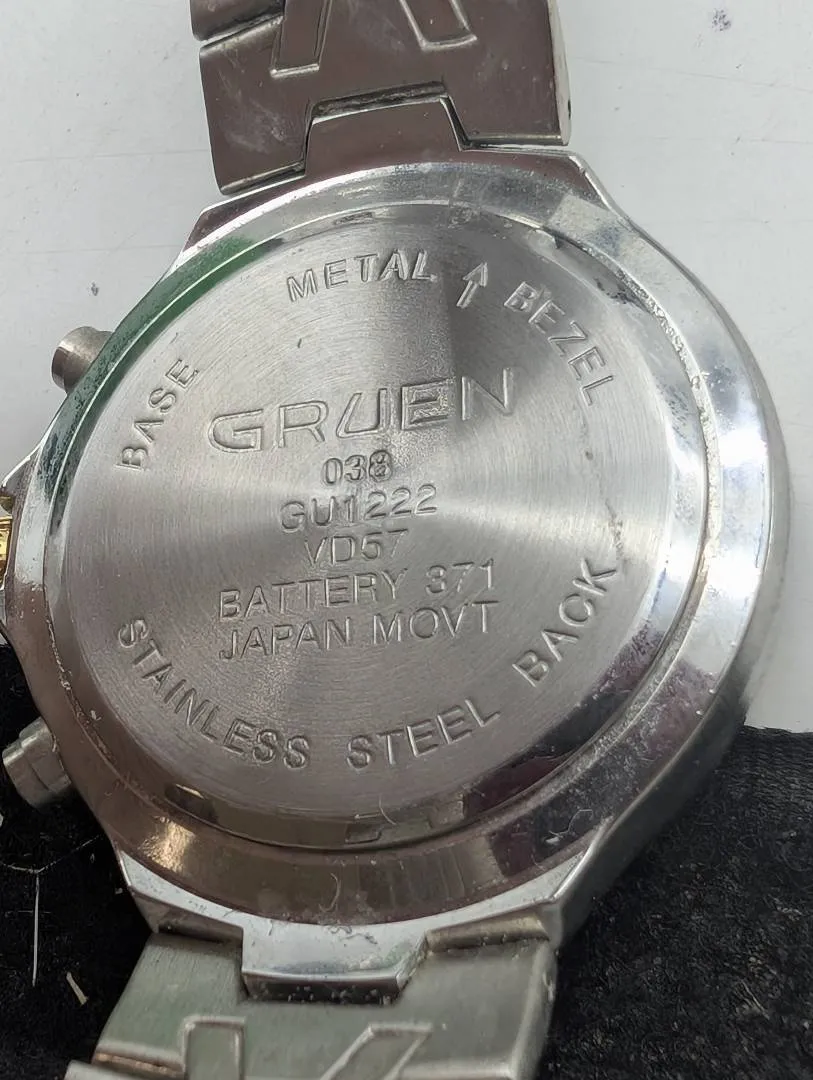 BASE METAL ↑ BEZEL
GRUEN
038
GU1222
VD57
BATTERY 371
JAPAN MOVT
STAINLESS STEEL BACK